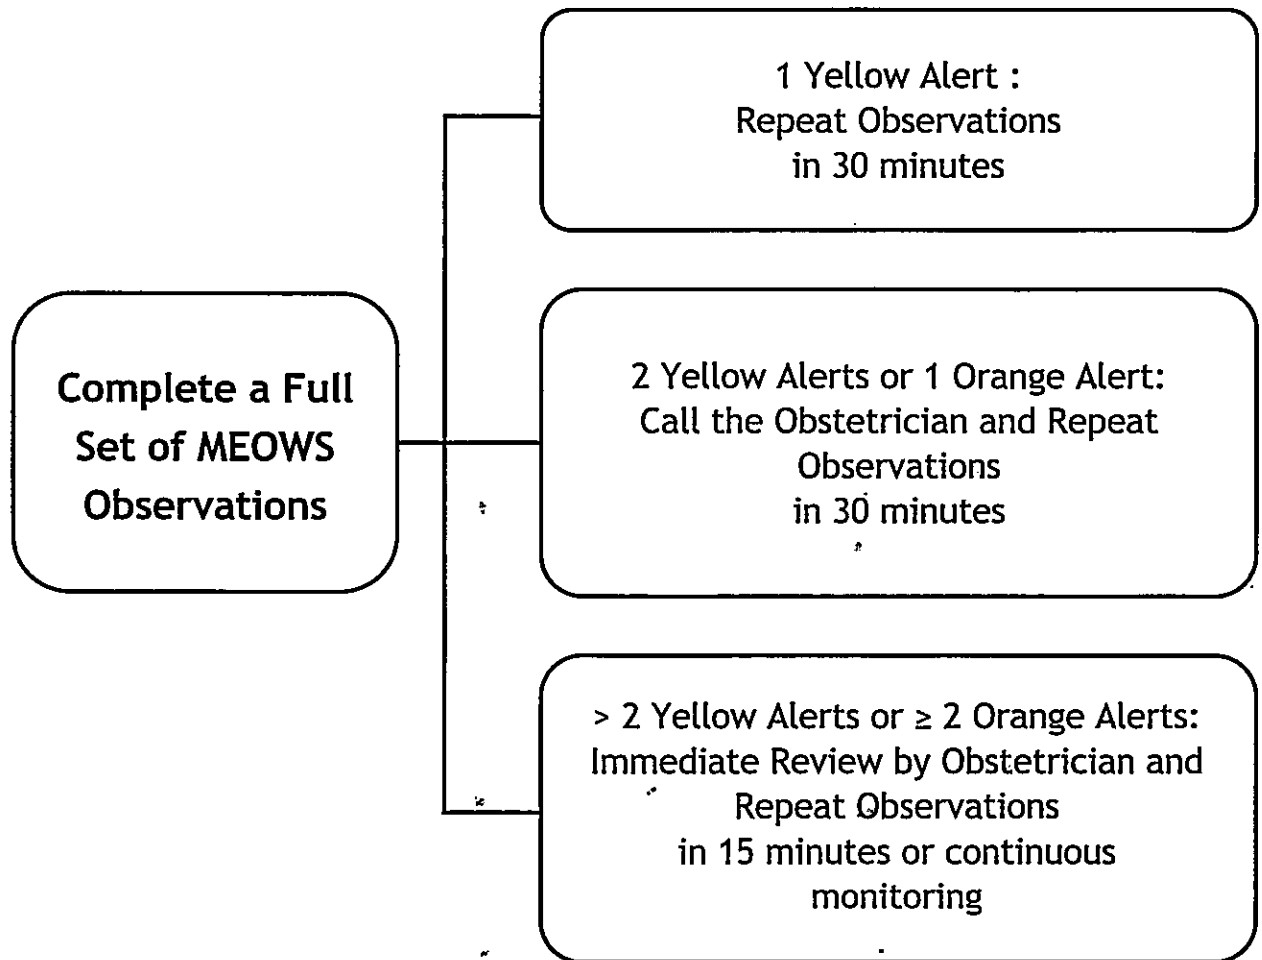 Complete a Full
Set of MEOWS
Observations
1 Yellow Alert :
Repeat Observations
in 30 minutes
2 Yellow Alerts or 1 Orange Alert:
Call the Obstetrician and Repeat
Observations
in 30 minutes
> 2 Yellow Alerts or ≥ 2 Orange Alerts:
Immediate Review by Obstetrician and
Repeat Observations
in 15 minutes or continuous
monitoring